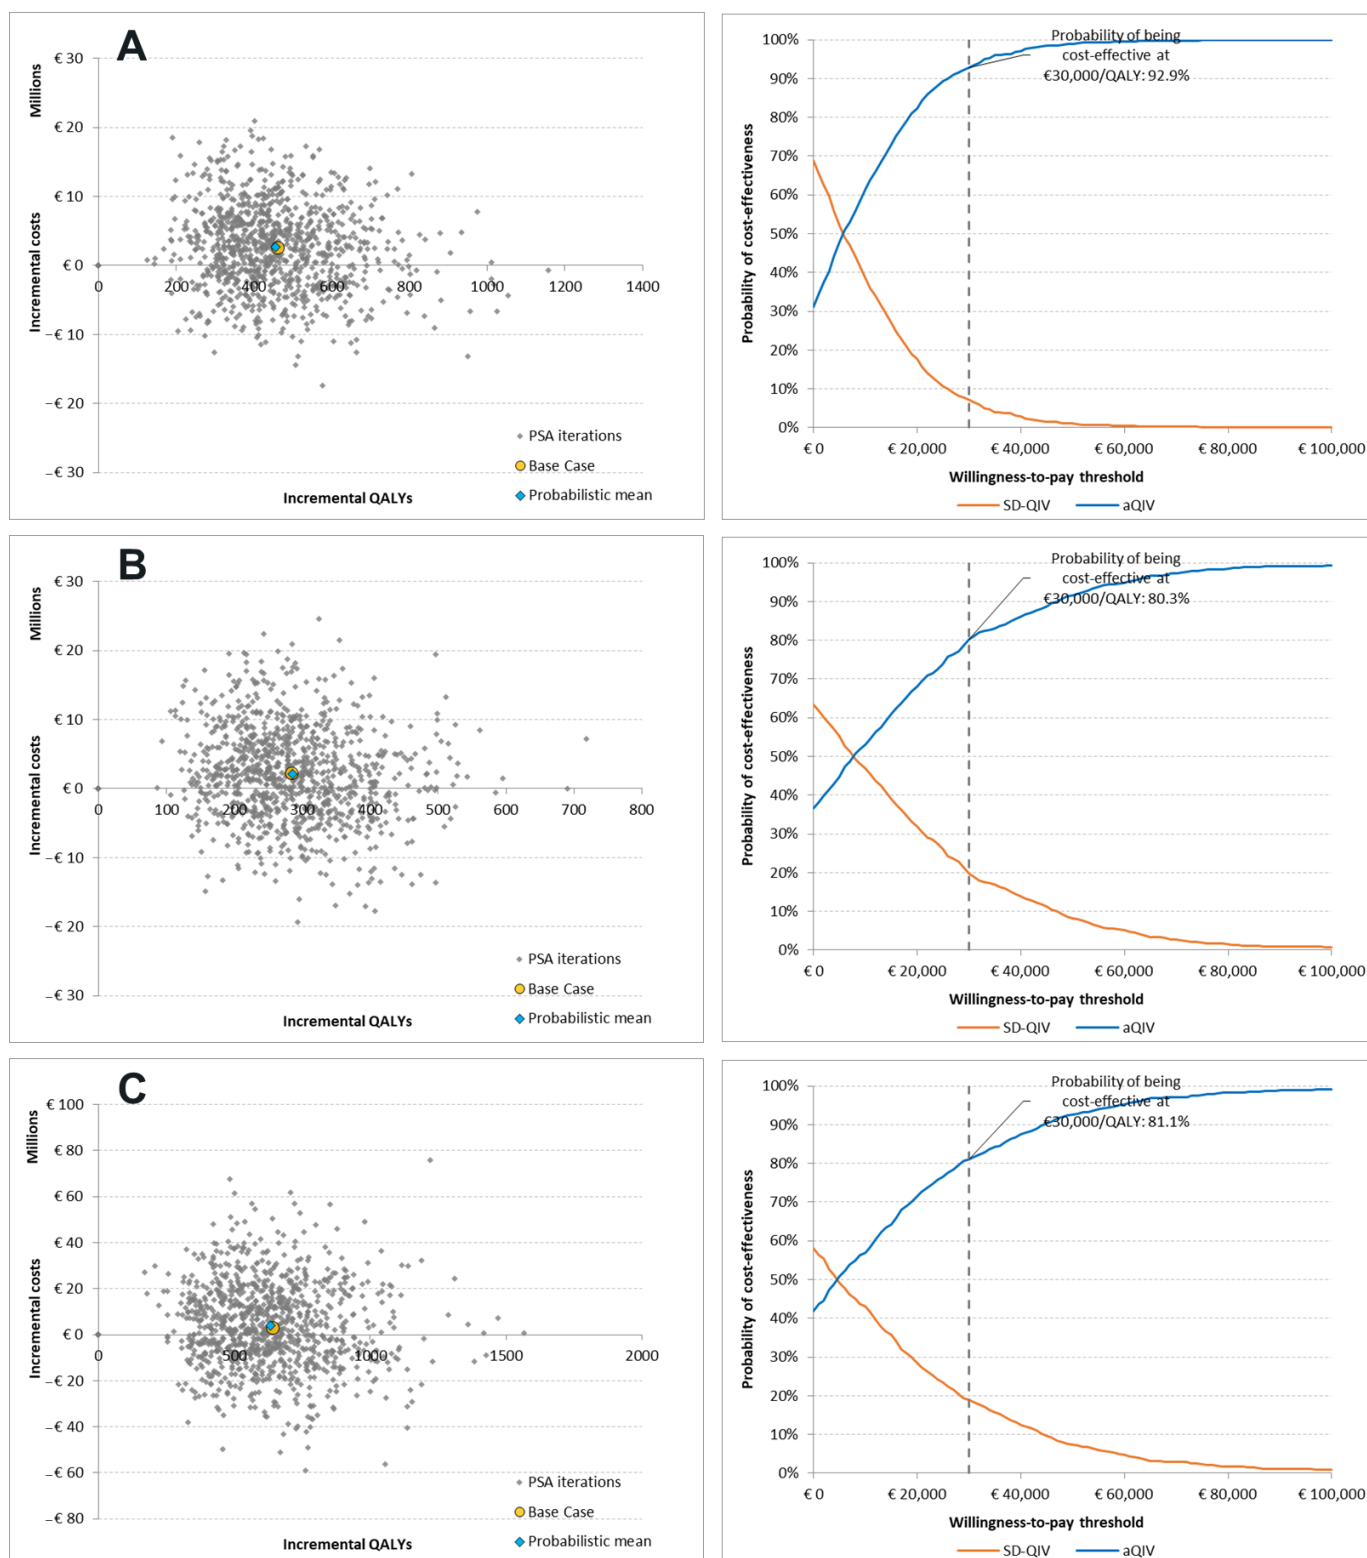 A
Millions
Incremental costs
€ 30
€ 20
€ 10
€ 0
–€ 10
–€ 20
–€ 30
0
200
400
600
800
1000
1200
1400
PSA iterations
Base Case
Probabilistic mean
Incremental QALYs
Probability of cost-effectiveness
100%
90%
80%
70%
60%
50%
40%
30%
20%
10%
0%
Probability of being
cost-effective at
€30,000/QALY: 92.9%
€ 0
€ 20,000
€ 40,000
€ 60,000
€ 80,000
€ 100,000
Willingness-to-pay threshold
SD-QIV
aQIV
B
Millions
Incremental costs
€ 30
€ 20
€ 10
€ 0
–€ 10
–€ 20
–€ 30
0
100
200
300
400
500
600
700
800
PSA iterations
Base Case
Probabilistic mean
Incremental QALYs
Probability of cost-effectiveness
100%
90%
80%
70%
60%
50%
40%
30%
20%
10%
0%
Probability of being
cost-effective at
€30,000/QALY: 80.3%
€ 0
€ 20,000
€ 40,000
€ 60,000
€ 80,000
€ 100,000
Willingness-to-pay threshold
SD-QIV
aQIV
C
Millions
Incremental costs
€ 100
€ 80
€ 60
€ 40
€ 20
€ 0
–€ 20
–€ 40
–€ 60
–€ 80
0
500
1000
1500
2000
PSA iterations
Base Case
Probabilistic mean
Incremental QALYs
Probability of cost-effectiveness
100%
90%
80%
70%
60%
50%
40%
30%
20%
10%
0%
Probability of being
cost-effective at
€30,000/QALY: 81.1%
€ 0
€ 20,000
€ 40,000
€ 60,000
€ 80,000
€ 100,000
Willingness-to-pay threshold
SD-QIV
aQIV